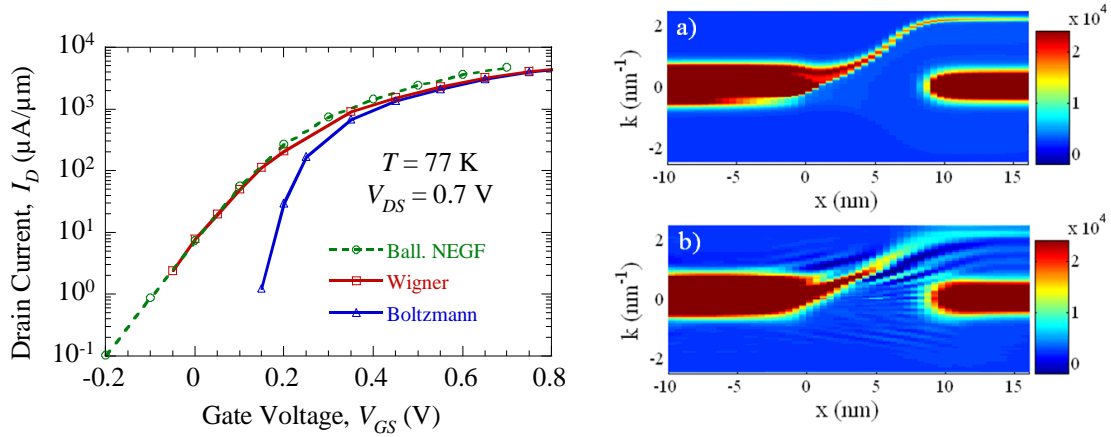 Drain Current, I_D (µA/µm)
10^4
10^3
10^2
10^1
10^0
10^-1
-0.2 0 0.2 0.4 0.6 0.8
Gate Voltage, V_GS (V)
T = 77 K
V_DS = 0.7 V
Ball. NEGF
Wigner
Boltzmann
a)
k (nm^-1)
2
0
-2
-10 -5 0 5 10 15
x (nm)
x 10^4
2
1
0
b)
k (nm^-1)
2
0
-2
-10 -5 0 5 10 15
x (nm)
x 10^4
2
1
0